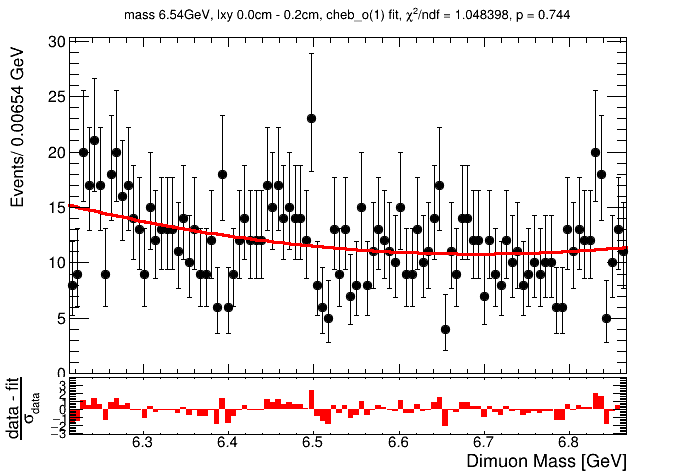 mass 6.54GeV, lxy 0.0cm - 0.2cm, cheb_o(1) fit, χ²/ndf = 1.048398, p = 0.744
Events/ 0.00654 GeV
30
25
20
15
10
5
0
data - fit
σdata
3
2
1
0
−1
−2
−3
6.3 6.4 6.5 6.6 6.7 6.8
Dimuon Mass [GeV]